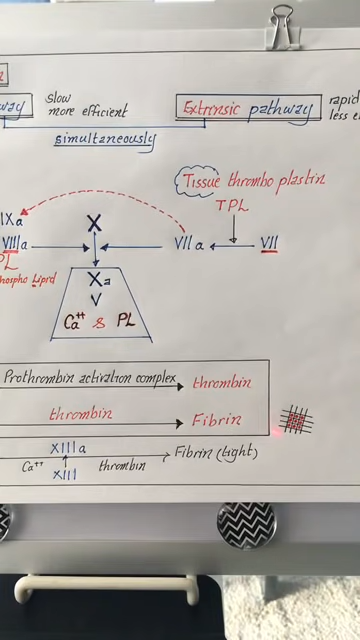 way
Slow
more efficient
Extrinsic pathway
rapid
less
simultaneously
Tissue thrombo plastin
TPL
IXa
X
VIIIa
VII a
VII
PL
phospho Lipid
Xa
V
Ca++ & PL
Prothrombin activation complex
thrombin
thrombin
Fibrin
XIIIa
Ca++
thrombin
Fibrin (tight)
XIII